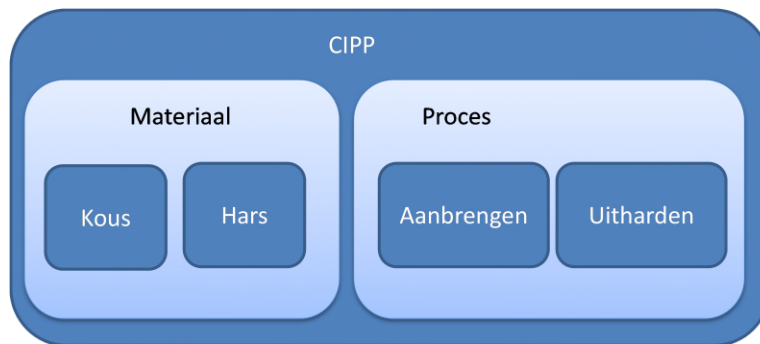 CIPP
Materiaal
Proces
Kous
Hars
Aanbrengen
Uitharden